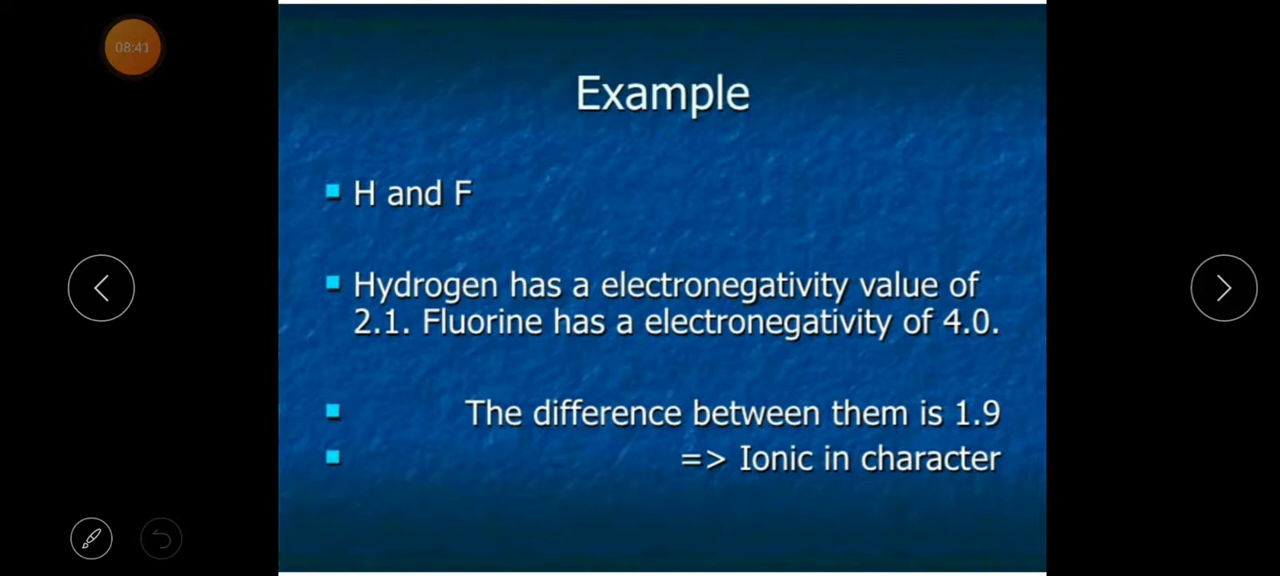 08:41
Example
H and F
Hydrogen has a electronegativity value of
2.1. Fluorine has a electronegativity of 4.0.
The difference between them is 1.9
=> Ionic in character